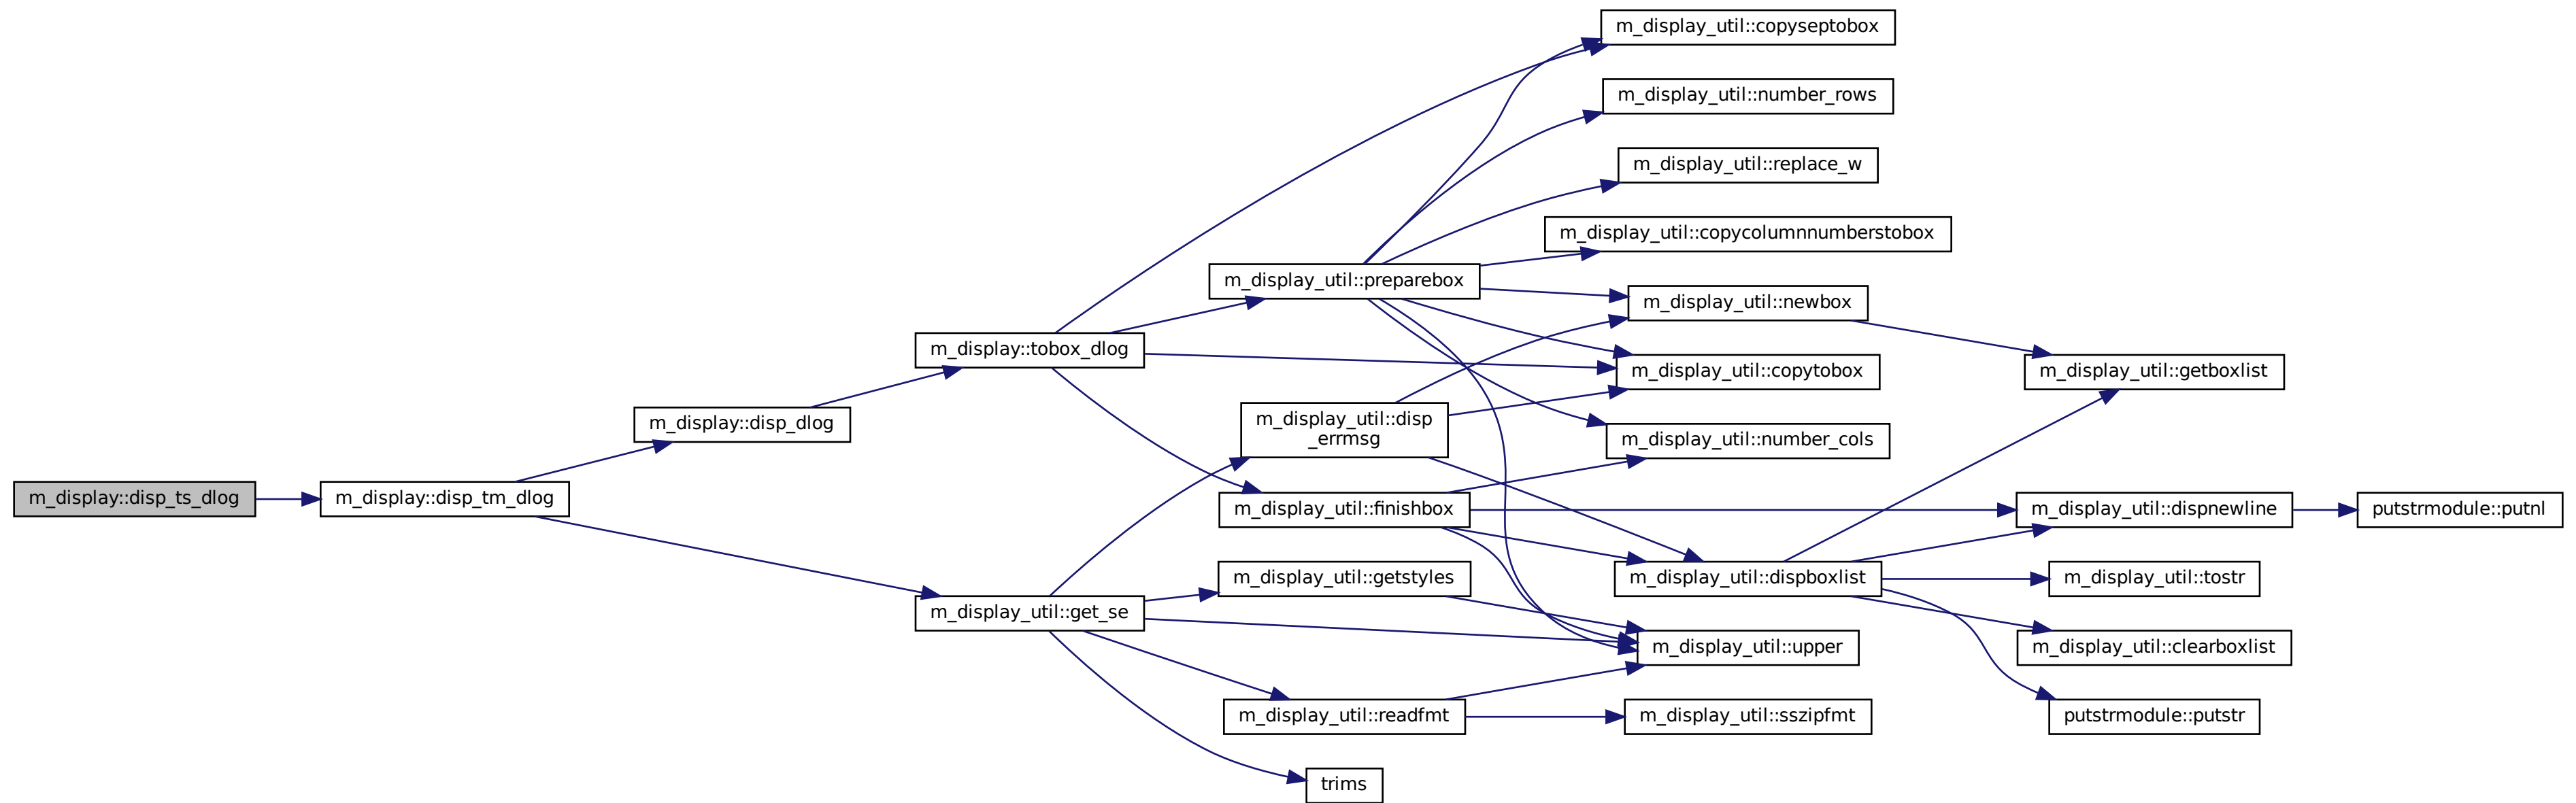 m_display_util::copyseptobox
m_display_util::number_rows
m_display_util::replace_w
m_display_util::copycolumnnumberstobox
m_display_util::preparebox
m_display_util::newbox
m_display::tobox_dlog
m_display_util::copytobox
m_display_util::getboxlist
m_display::disp_dlog
m_display_util::disp
_errmsg
m_display_util::number_cols
m_display::disp_ts_dlog
m_display::disp_tm_dlog
m_display_util::finishbox
m_display_util::dispnewline
putstrmodule::putnl
m_display_util::getstyles
m_display_util::dispboxlist
m_display_util::tostr
m_display_util::get_se
m_display_util::upper
m_display_util::clearboxlist
m_display_util::readfmt
m_display_util::sszipfmt
putstrmodule::putstr
trims